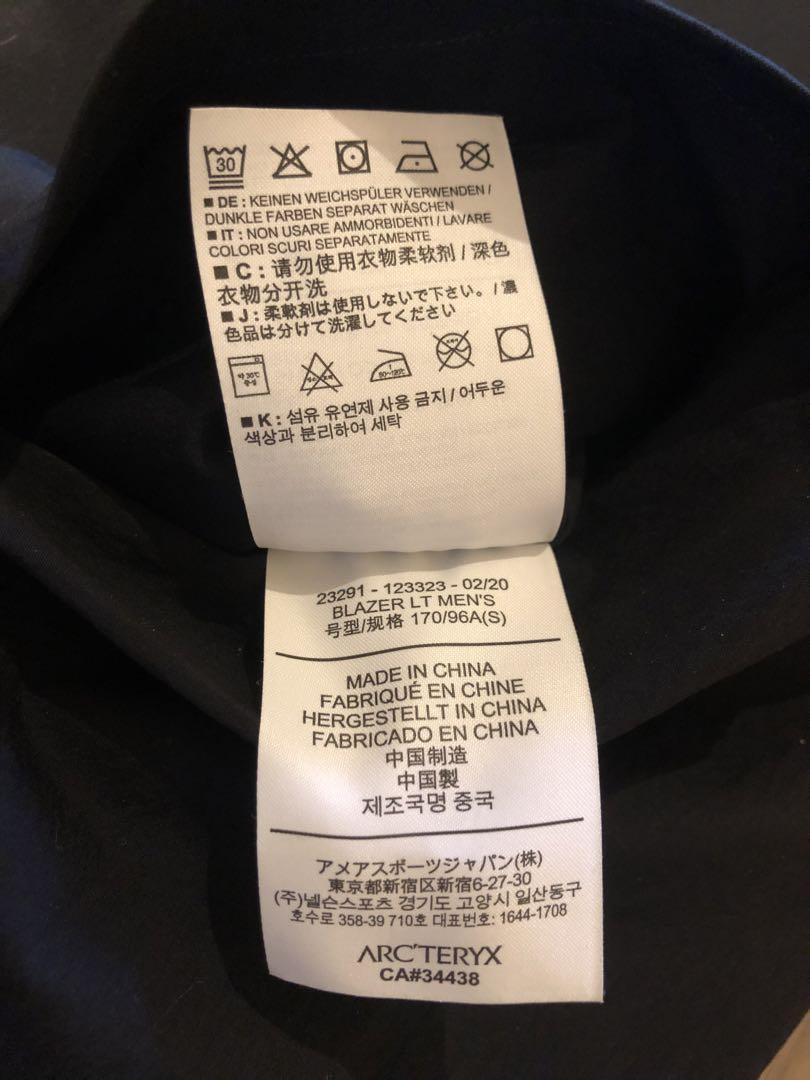 30
■ DE : KEINEN WEICHSPÜLER VERWENDEN /
DUNKLE FARBEN SEPARAT WÄSCHEN
■ IT : NON USARE AMMORBIDENTI / LAVARE
COLORI SCURI SEPARATAMENTE
■ C : 请勿使用衣物柔软剂 / 深色
衣物分开洗
■ J : 柔軟剤は使用しないで下さい。/ 濃
色品は分けて洗濯してください
약 30℃
중성
80~120℃
■ K : 섬유 유연제 사용 금지 / 어두운
색상과 분리하여 세탁
23291 - 123323 - 02/20
BLAZER LT MEN'S
号型/规格 170/96A(S)
MADE IN CHINA
FABRIQUÉ EN CHINE
HERGESTELLT IN CHINA
FABRICADO EN CHINA
中国制造
中国製
제조국명 중국
アメアスポーツジャパン(株)
東京都新宿区新宿6-27-30
(주)넬슨스포츠 경기도 고양시 일산동구
호수로 358-39 710호 대표번호: 1644-1708
ARC'TERYX
CA#34438